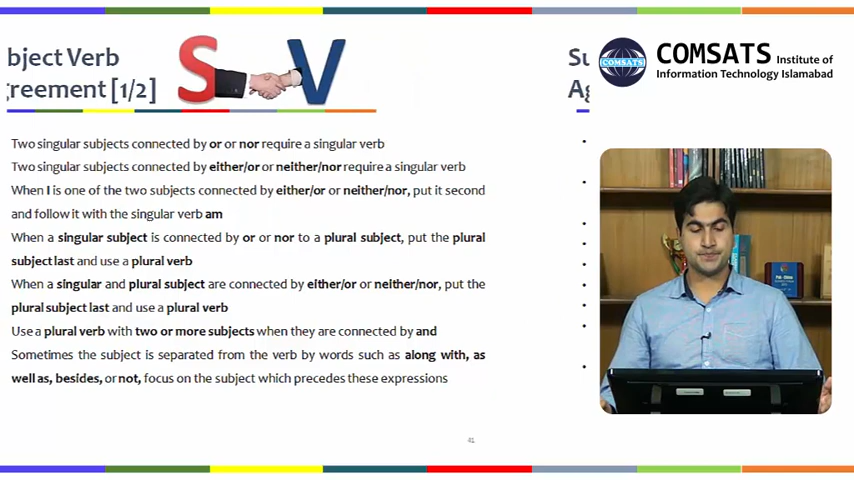 bject Verb
greement [1/2]
S V
Two singular subjects connected by or or nor require a singular verb
Two singular subjects connected by either/or or neither/nor require a singular verb
When I is one of the two subjects connected by either/or or neither/nor, put it second
and follow it with the singular verb am
When a singular subject is connected by or or nor to a plural subject, put the plural
subject last and use a plural verb
When a singular and plural subject are connected by either/or or neither/nor, put the
plural subject last and use a plural verb
Use a plural verb with two or more subjects when they are connected by and
Sometimes the subject is separated from the verb by words such as along with, as
well as, besides, or not, focus on the subject which precedes these expressions
41
Su
Ag
COMSATS
COMSATS Institute of
Information Technology Islamabad